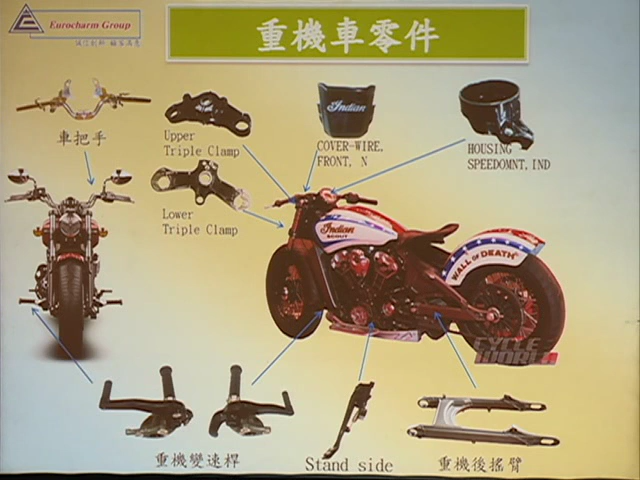 Eurocharm Group
重機車零件
車把手
Upper
Triple Clamp
Indian
COVER-WIRE.
FRONT, N
HOUSING
SPEEDOMNT, IND
Lower
Triple Clamp
Indian
SCOUT
WALL OF DEATH
CYCLE
WORLD
重機變速桿
Stand side
重機後搖臂